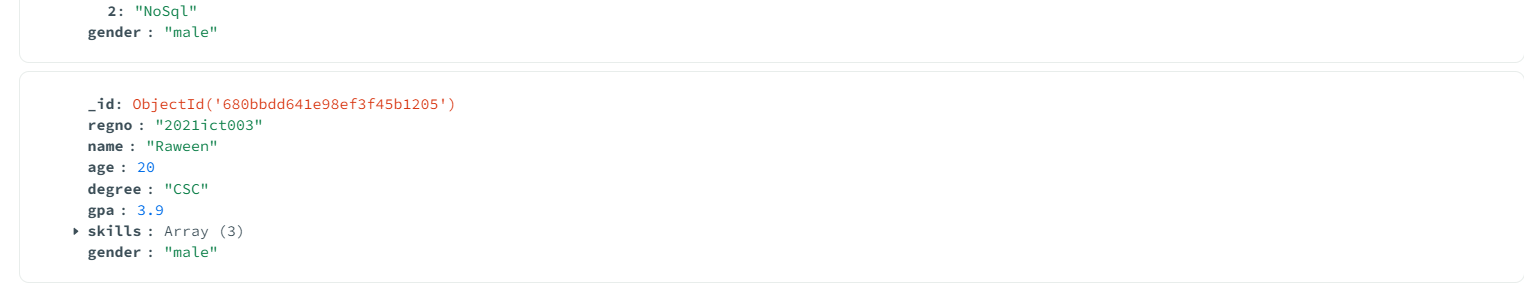 2: "NoSql"
gender : "male"
_id: ObjectId('680bbdd641e98ef3f45b1205')
regno : "2021ict003"
name : "Raween"
age : 20
degree : "CSC"
gpa : 3.9
skills : Array (3)
gender : "male"